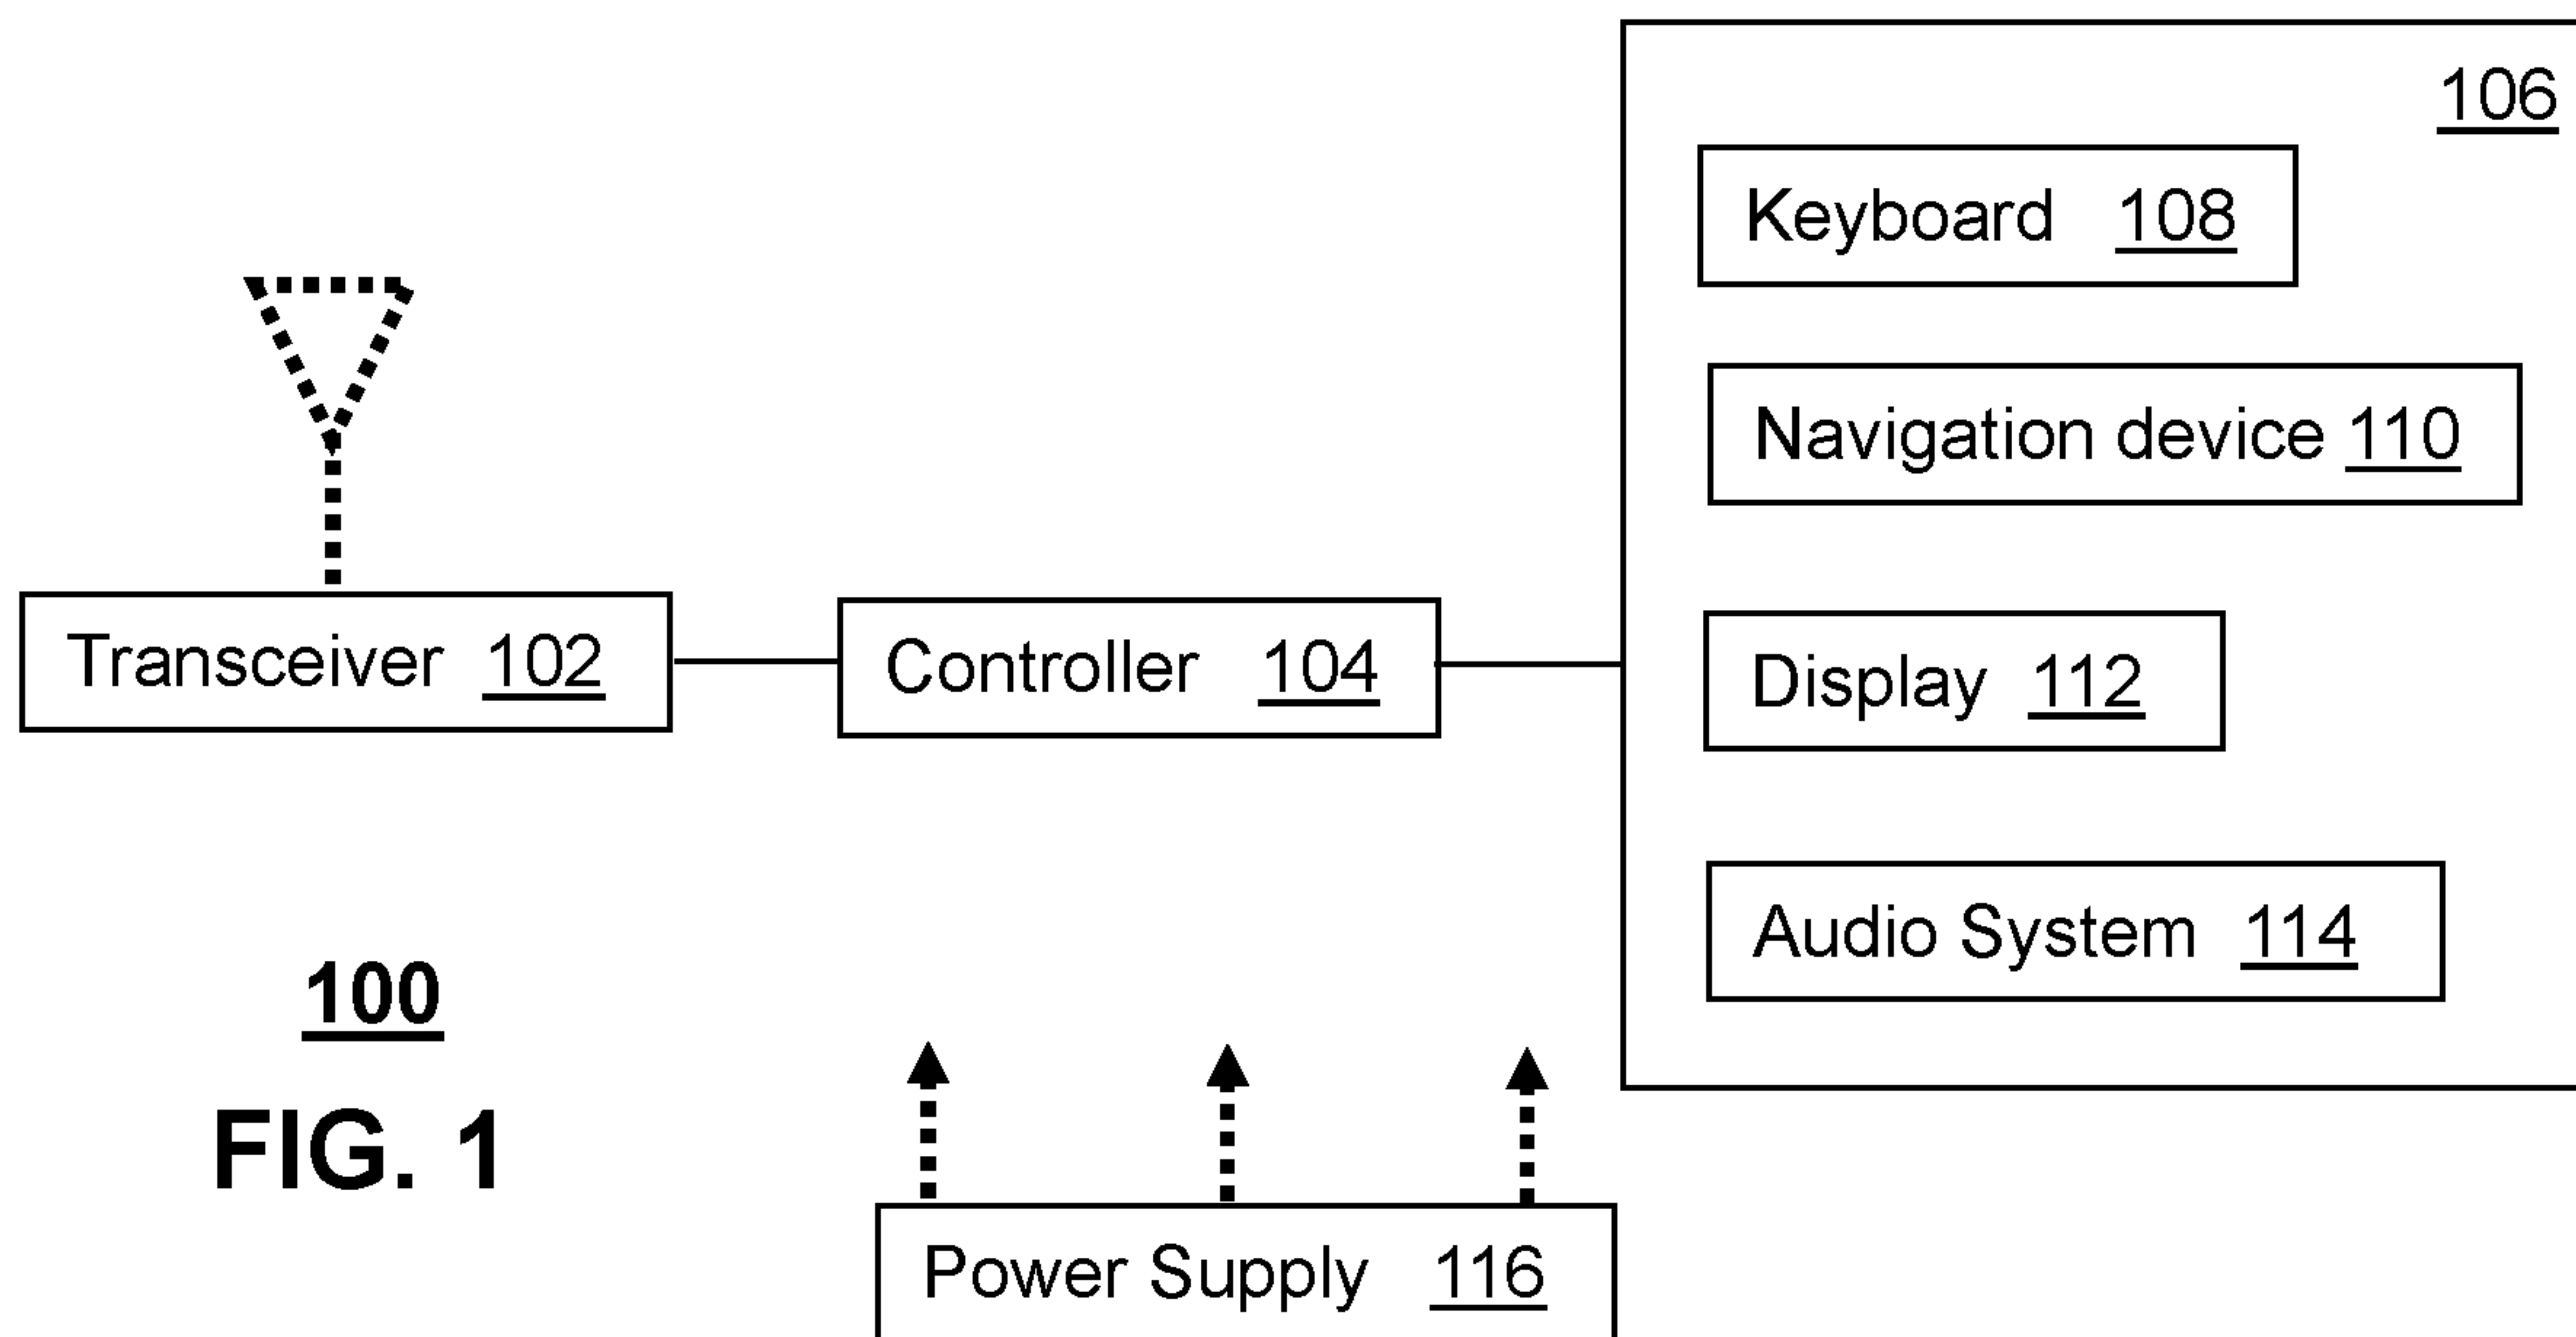 106
Keyboard 108
Navigation device 110
Transceiver 102
Controller 104
Display 112
Audio System 114
100
FIG. 1
Power Supply 116